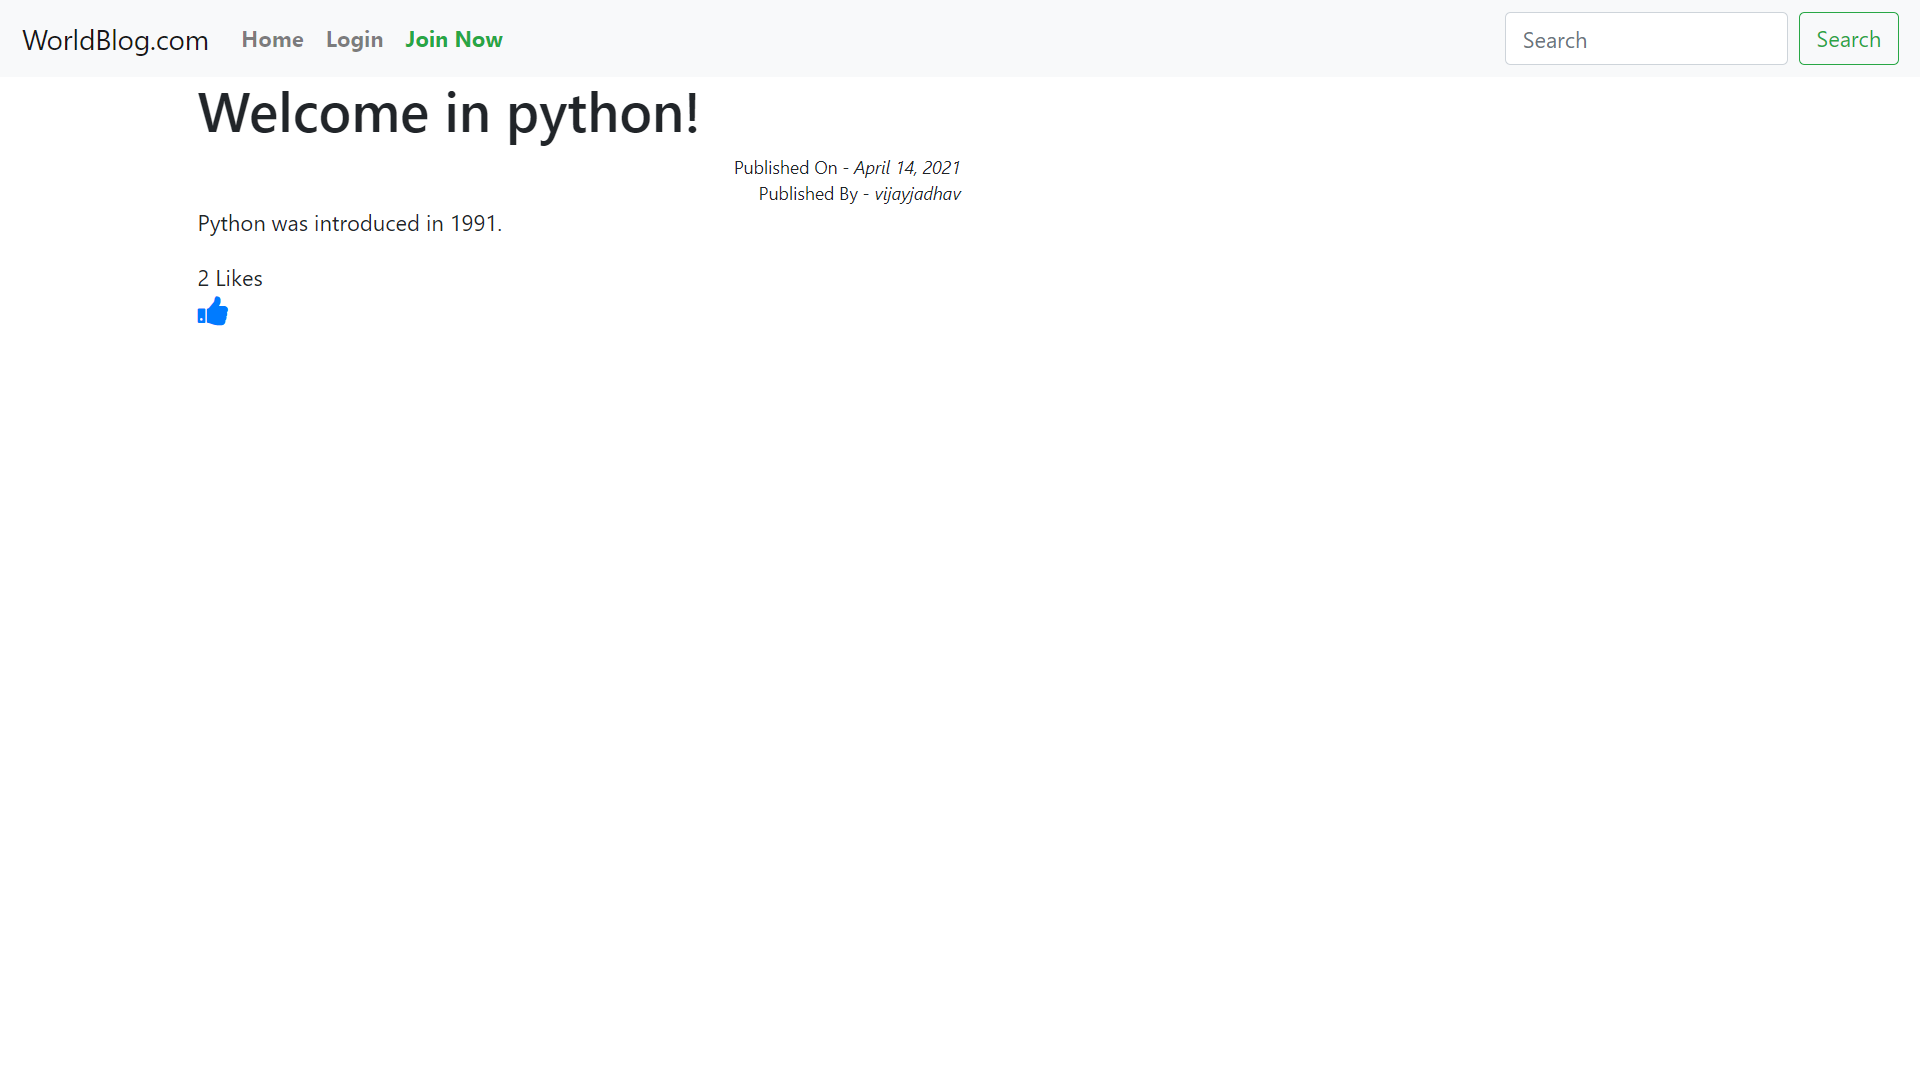 WorldBlog.com Home Login Join Now Search Search
Welcome in python!
Published On - April 14, 2021
Published By - vijayjadhav
Python was introduced in 1991.
2 Likes